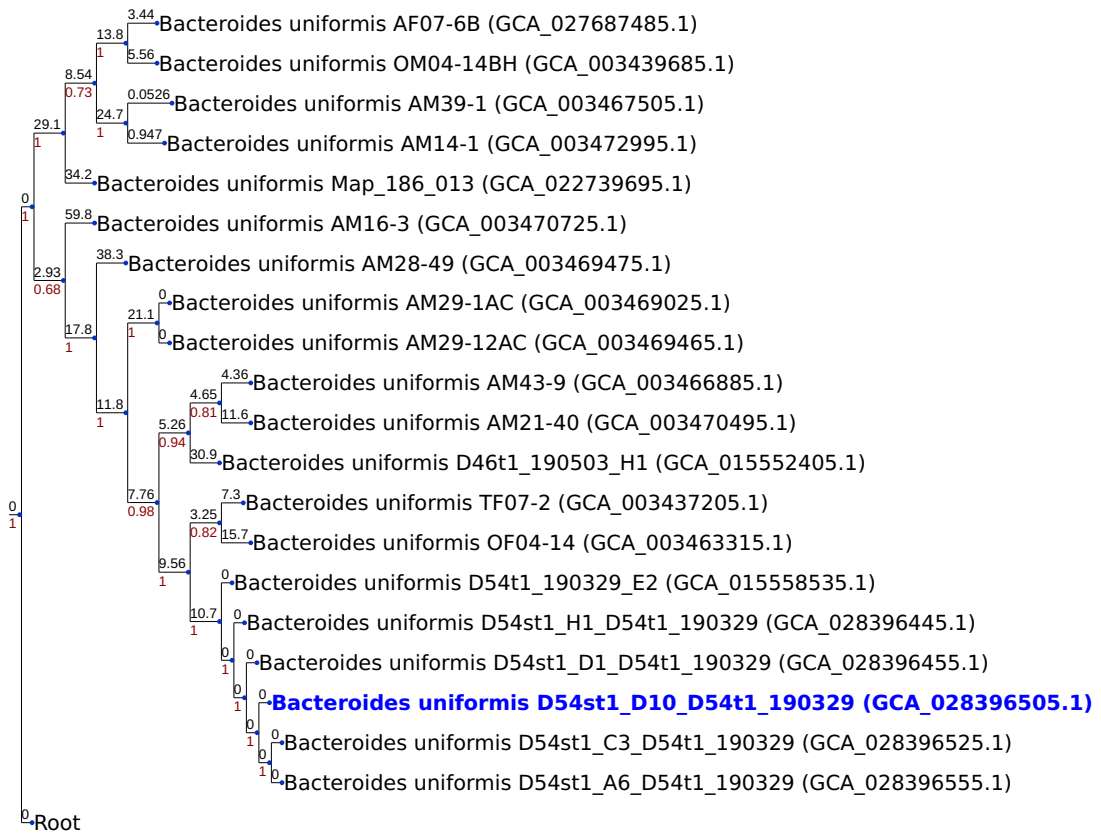 3.44 Bacteroides uniformis AF07-6B (GCA_027687485.1)
13.8
1
5.56 Bacteroides uniformis OM04-14BH (GCA_003439685.1)
8.54
0.73
0.0526 Bacteroides uniformis AM39-1 (GCA_003467505.1)
24.7
1
0.947 Bacteroides uniformis AM14-1 (GCA_003472995.1)
29.1
1
34.2 Bacteroides uniformis Map_186_013 (GCA_022739695.1)
0
1
59.8 Bacteroides uniformis AM16-3 (GCA_003470725.1)
2.93
0.68
38.3 Bacteroides uniformis AM28-49 (GCA_003469475.1)
17.8
1
0 Bacteroides uniformis AM29-1AC (GCA_003469025.1)
21.1
1
0 Bacteroides uniformis AM29-12AC (GCA_003469465.1)
11.8
1
4.36 Bacteroides uniformis AM43-9 (GCA_003466885.1)
4.65
0.81
11.6 Bacteroides uniformis AM21-40 (GCA_003470495.1)
5.26
0.94
30.9 Bacteroides uniformis D46t1_190503_H1 (GCA_015552405.1)
7.76
0.98
7.3 Bacteroides uniformis TF07-2 (GCA_003437205.1)
3.25
0.82
15.7 Bacteroides uniformis OF04-14 (GCA_003463315.1)
9.56
1
0 Bacteroides uniformis D54t1_190329_E2 (GCA_015558535.1)
10.7
1
0 Bacteroides uniformis D54st1_H1_D54t1_190329 (GCA_028396445.1)
0
1
0 Bacteroides uniformis D54st1_D1_D54t1_190329 (GCA_028396455.1)
0
1
0 Bacteroides uniformis D54st1_D10_D54t1_190329 (GCA_028396505.1)
0
1
0 Bacteroides uniformis D54st1_C3_D54t1_190329 (GCA_028396525.1)
0
1
0 Bacteroides uniformis D54st1_A6_D54t1_190329 (GCA_028396555.1)
0
1
0 Root